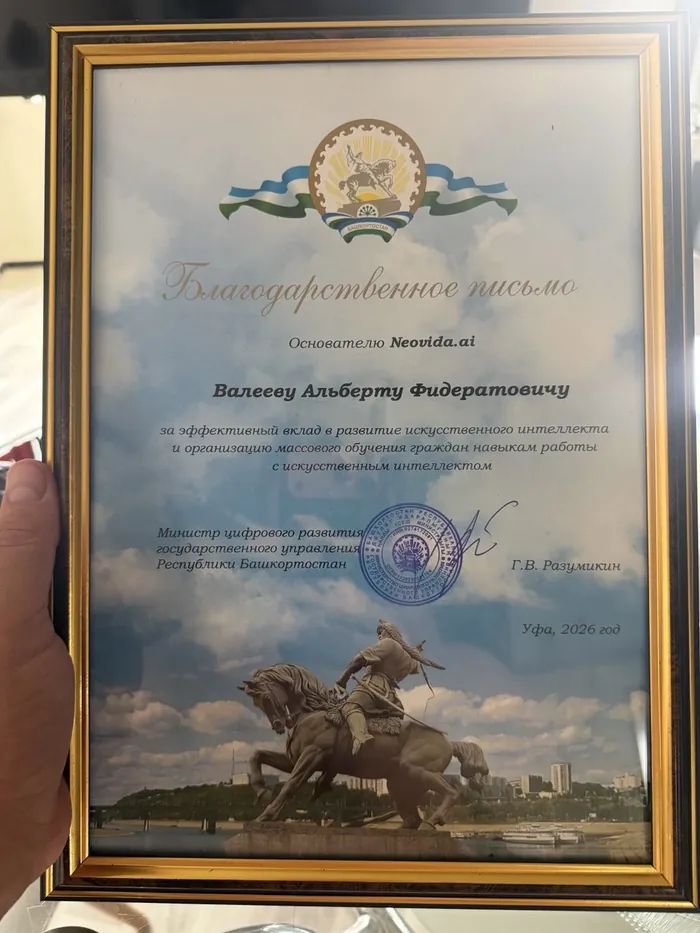 БАШКОРТОСТАН
Благодарственное письмо
Основателю Neovida.ai
Валееву Альберту Фидератовичу
за эффективный вклад в развитие искусственного интеллекта
и организацию массового обучения граждан навыкам работы
с искусственным интеллектом
Министр цифрового развития
государственного управления
Республики Башкортостан
Г.В. Разумикин
Уфа, 2026 год